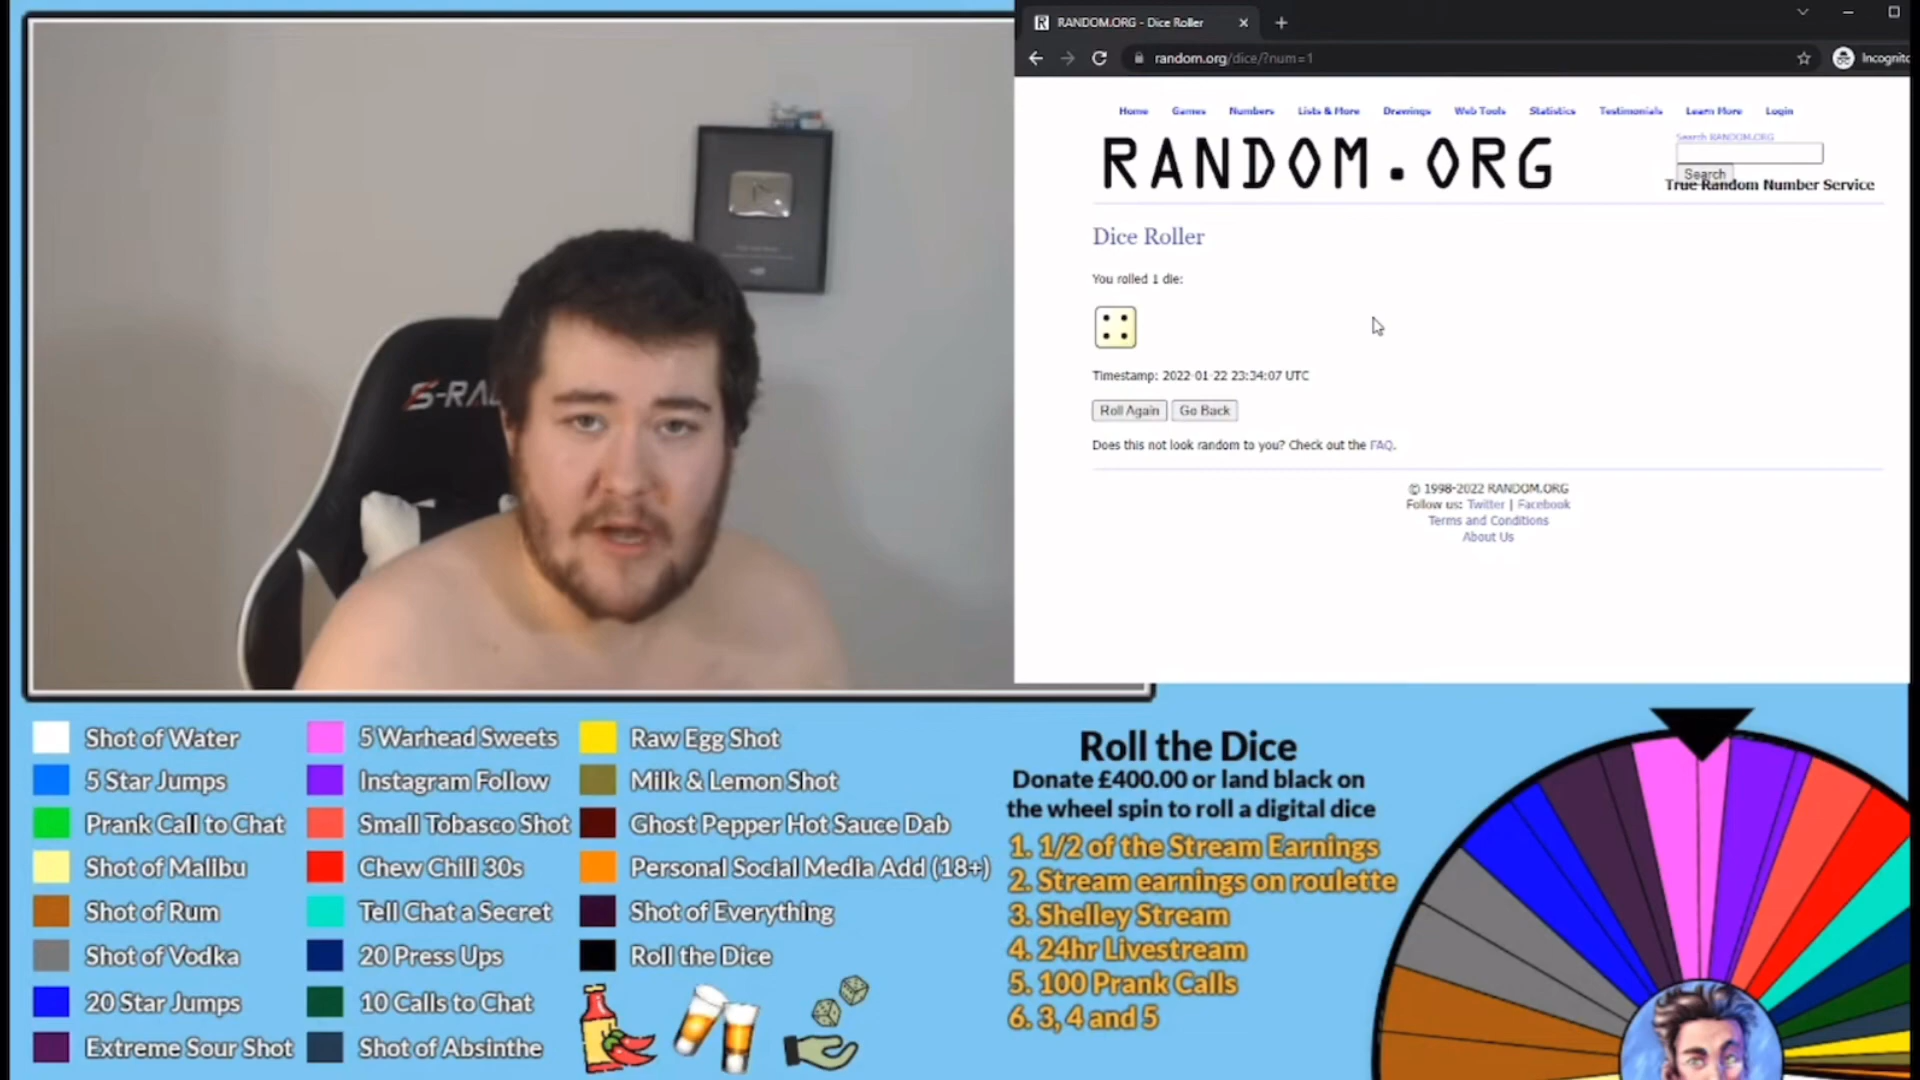 RANDOM.ORG - Dice Roller
random.org/dice/?num=1
Incognito
Home Games Numbers Lists & More Drawings Web Tools Statistics Testimonials Learn More Login
Search RANDOM.ORG
RANDOM.ORG
Search
True Random Number Service
Dice Roller
You rolled 1 die:
Timestamp: 2022-01-22 23:34:07 UTC
Roll Again Go Back
Does this not look random to you? Check out the FAQ.
© 1998-2022 RANDOM.ORG
Follow us: Twitter | Facebook
Terms and Conditions
About Us
S-RAC
Shot of Water
5 Star Jumps
Prank Call to Chat
Shot of Malibu
Shot of Rum
Shot of Vodka
20 Star Jumps
Extreme Sour Shot
5 Warhead Sweets
Instagram Follow
Small Tobasco Shot
Chew Chili 30s
Tell Chat a Secret
20 Press Ups
10 Calls to Chat
Shot of Absinthe
Raw Egg Shot
Milk & Lemon Shot
Ghost Pepper Hot Sauce Dab
Personal Social Media Add (18+)
Shot of Everything
Roll the Dice
Roll the Dice
Donate £400.00 or land black on
the wheel spin to roll a digital dice
1. 1/2 of the Stream Earnings
2. Stream earnings on roulette
3. Shelley Stream
4. 24hr Livestream
5. 100 Prank Calls
6. 3, 4 and 5